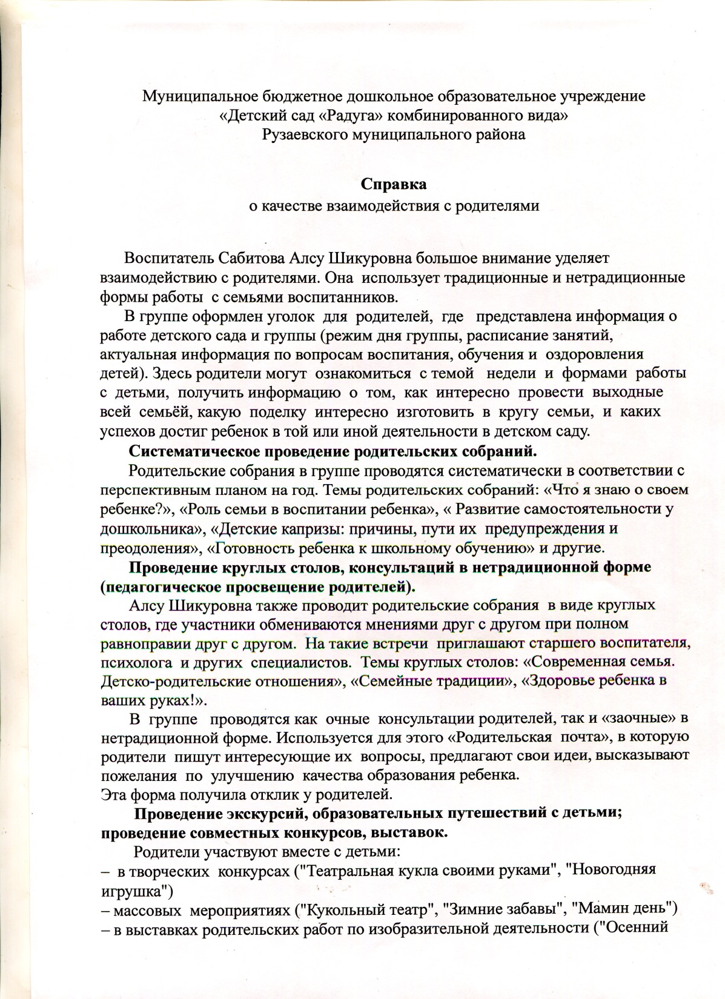 Муниципальное бюджетное дошкольное образовательное учреждение
«Детский сад «Радуга» комбинированного вида»
Рузаевского муниципального района
Справка
о качестве взаимодействия с родителями
Воспитатель Сабитова Алсу Шикуровна большое внимание уделяет
взаимодействию с родителями. Она использует традиционные и нетрадиционные
формы работы с семьями воспитанников.
В группе оформлен уголок для родителей, где представлена информация о
работе детского сада и группы (режим дня группы, расписание занятий,
актуальная информация по вопросам воспитания, обучения и оздоровления
детей). Здесь родители могут ознакомиться с темой недели и формами работы
с детьми, получить информацию о том, как интересно провести выходные
всей семьёй, какую поделку интересно изготовить в кругу семьи, и каких
успехов достиг ребенок в той или иной деятельности в детском саду.
Систематическое проведение родительских собраний.
Родительские собрания в группе проводятся систематически в соответствии с
перспективным планом на год. Темы родительских собраний: «Что я знаю о своем
ребенке?», «Роль семьи в воспитании ребенка», « Развитие самостоятельности у
дошкольника», «Детские капризы: причины, пути их предупреждения и
преодоления», «Готовность ребенка к школьному обучению» и другие.
Проведение круглых столов, консультаций в нетрадиционной форме
(педагогическое просвещение родителей).
Алсу Шикуровна также проводит родительские собрания в виде круглых
столов, где участники обмениваются мнениями друг с другом при полном
равноправии друг с другом. На такие встречи приглашают старшего воспитателя,
психолога и других специалистов. Темы круглых столов: «Современная семья.
Детско-родительские отношения», «Семейные традиции», «Здоровье ребенка в
ваших руках!».
В группе проводятся как очные консультации родителей, так и «заочные» в
нетрадиционной форме. Используется для этого «Родительская почта», в которую
родители пишут интересующие их вопросы, предлагают свои идеи, высказывают
пожелания по улучшению качества образования ребенка.
Эта форма получила отклик у родителей.
Проведение экскурсий, образовательных путешествий с детьми;
проведение совместных конкурсов, выставок.
Родители участвуют вместе с детьми:
– в творческих конкурсах ("Театральная кукла своими руками", "Новогодняя
игрушка")
– массовых мероприятиях ("Кукольный театр", "Зимние забавы", "Мамин день")
– в выставках родительских работ по изобразительной деятельности ("Осенний